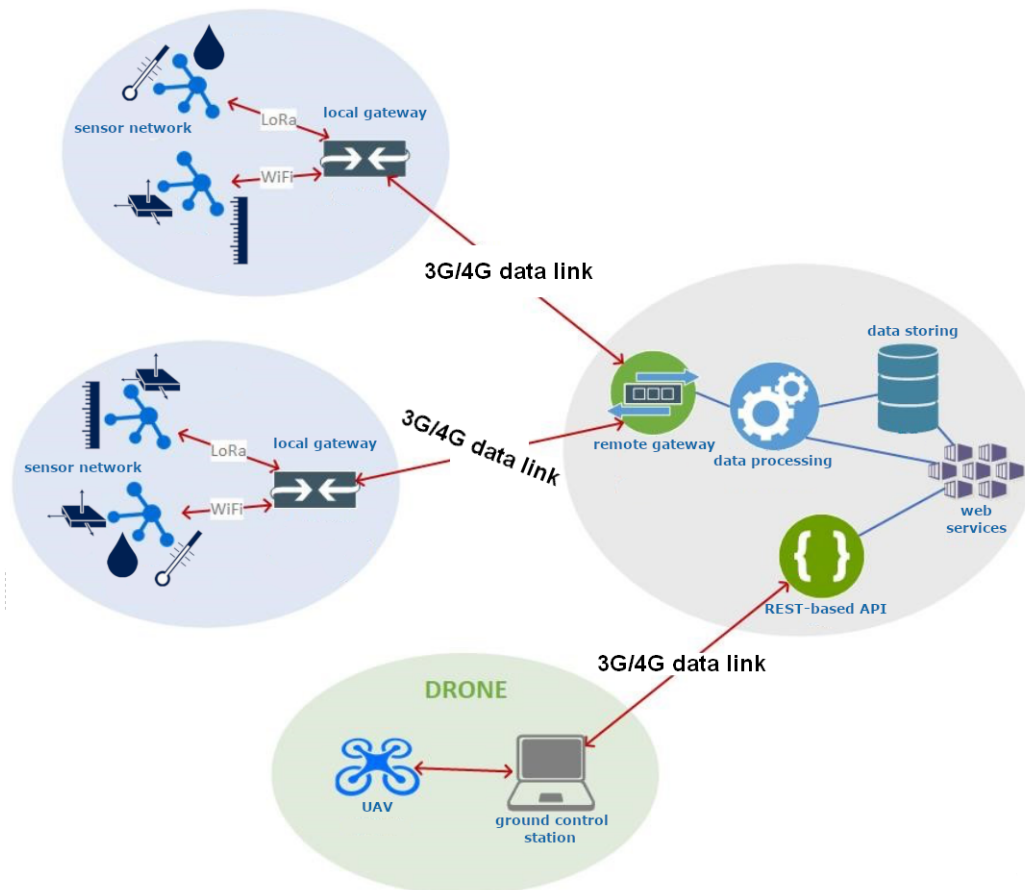 sensor network
LoRa
local gateway
WiFi
3G/4G data link
sensor network
LoRa
local gateway
WiFi
3G/4G data link
remote gateway
data processing
data storing
web
services
REST-based API
3G/4G data link
DRONE
UAV
ground control
station